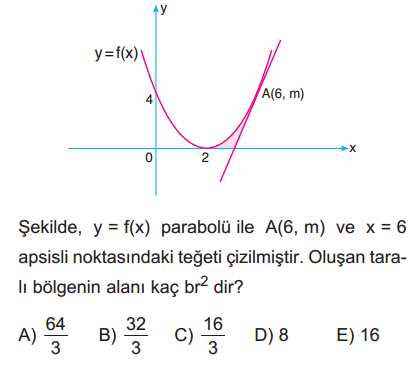 y
y=f(x)
4
A(6, m)
x
0
2
Şekilde, y = f(x) parabolü ile A(6, m) ve x = 6
apsisli noktasındaki teğeti çizilmiştir. Oluşan tara-
lı bölgenin alanı kaç br² dir?
A) 64/3 B) 32/3 C) 16/3 D) 8 E) 16